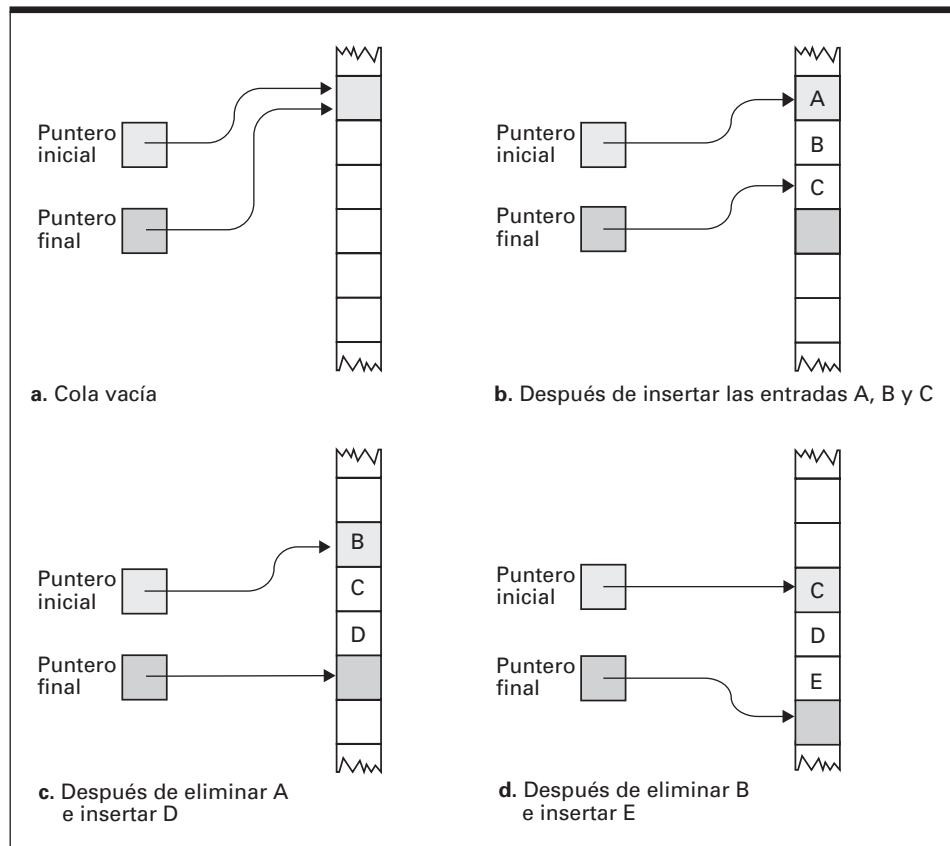 Puntero
inicial
Puntero
final
a. Cola vacía
Puntero
inicial
Puntero
final
A
B
C
b. Después de insertar las entradas A, B y C
Puntero
inicial
Puntero
final
B
C
D
c. Después de eliminar A
e insertar D
Puntero
inicial
Puntero
final
C
D
E
d. Después de eliminar B
e insertar E